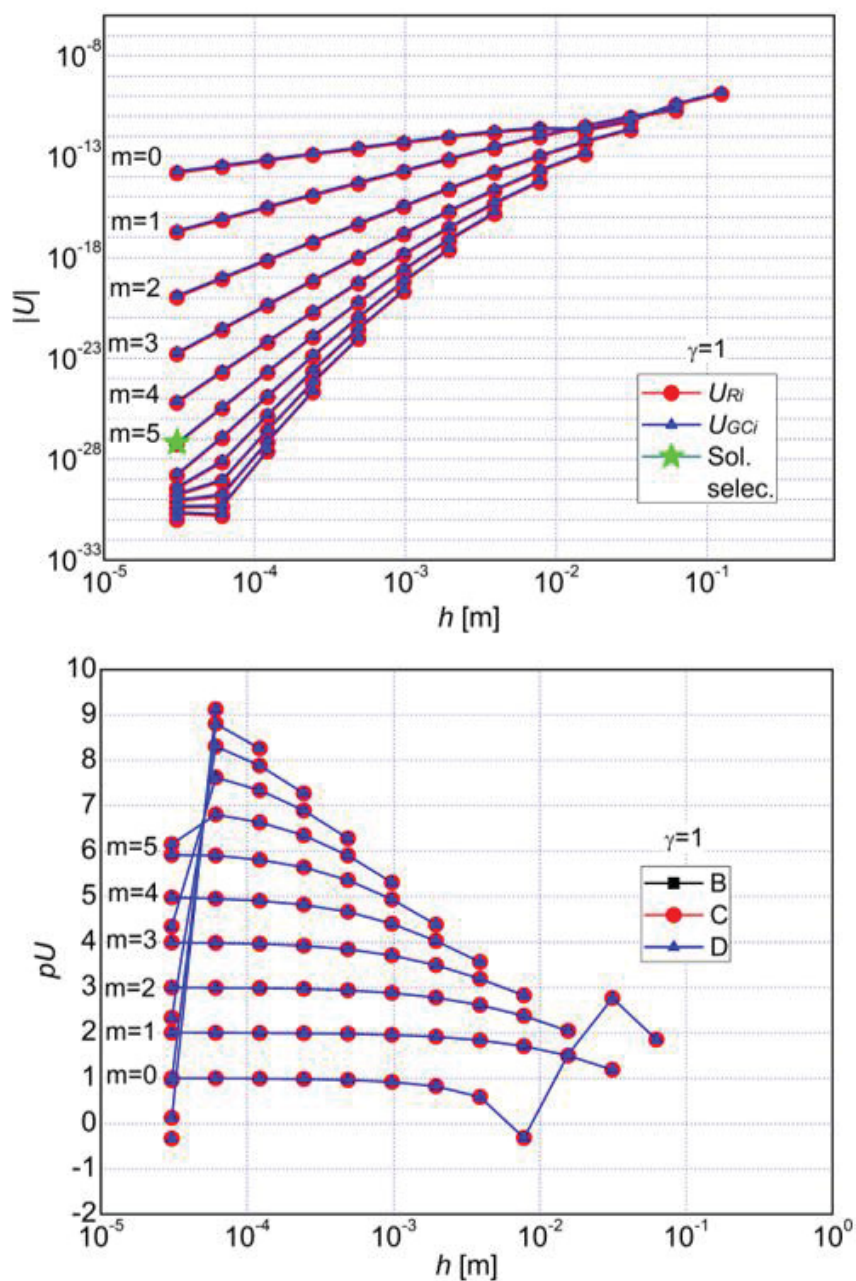 10⁻⁸
10⁻¹³
10⁻¹⁸
10⁻²³
10⁻²⁸
10⁻³³
|U|
m=0
m=1
m=2
m=3
m=4
m=5
γ=1
U_Ri
U_GCi
Sol.
selec.
10⁻⁵ 10⁻⁴ 10⁻³ 10⁻² 10⁻¹
h [m]
10
9
8
7
6
5
4
3
2
1
0
-1
-2
pU
m=5
m=4
m=3
m=2
m=1
m=0
γ=1
B
C
D
10⁻⁵ 10⁻⁴ 10⁻³ 10⁻² 10⁻¹ 10⁰
h [m]